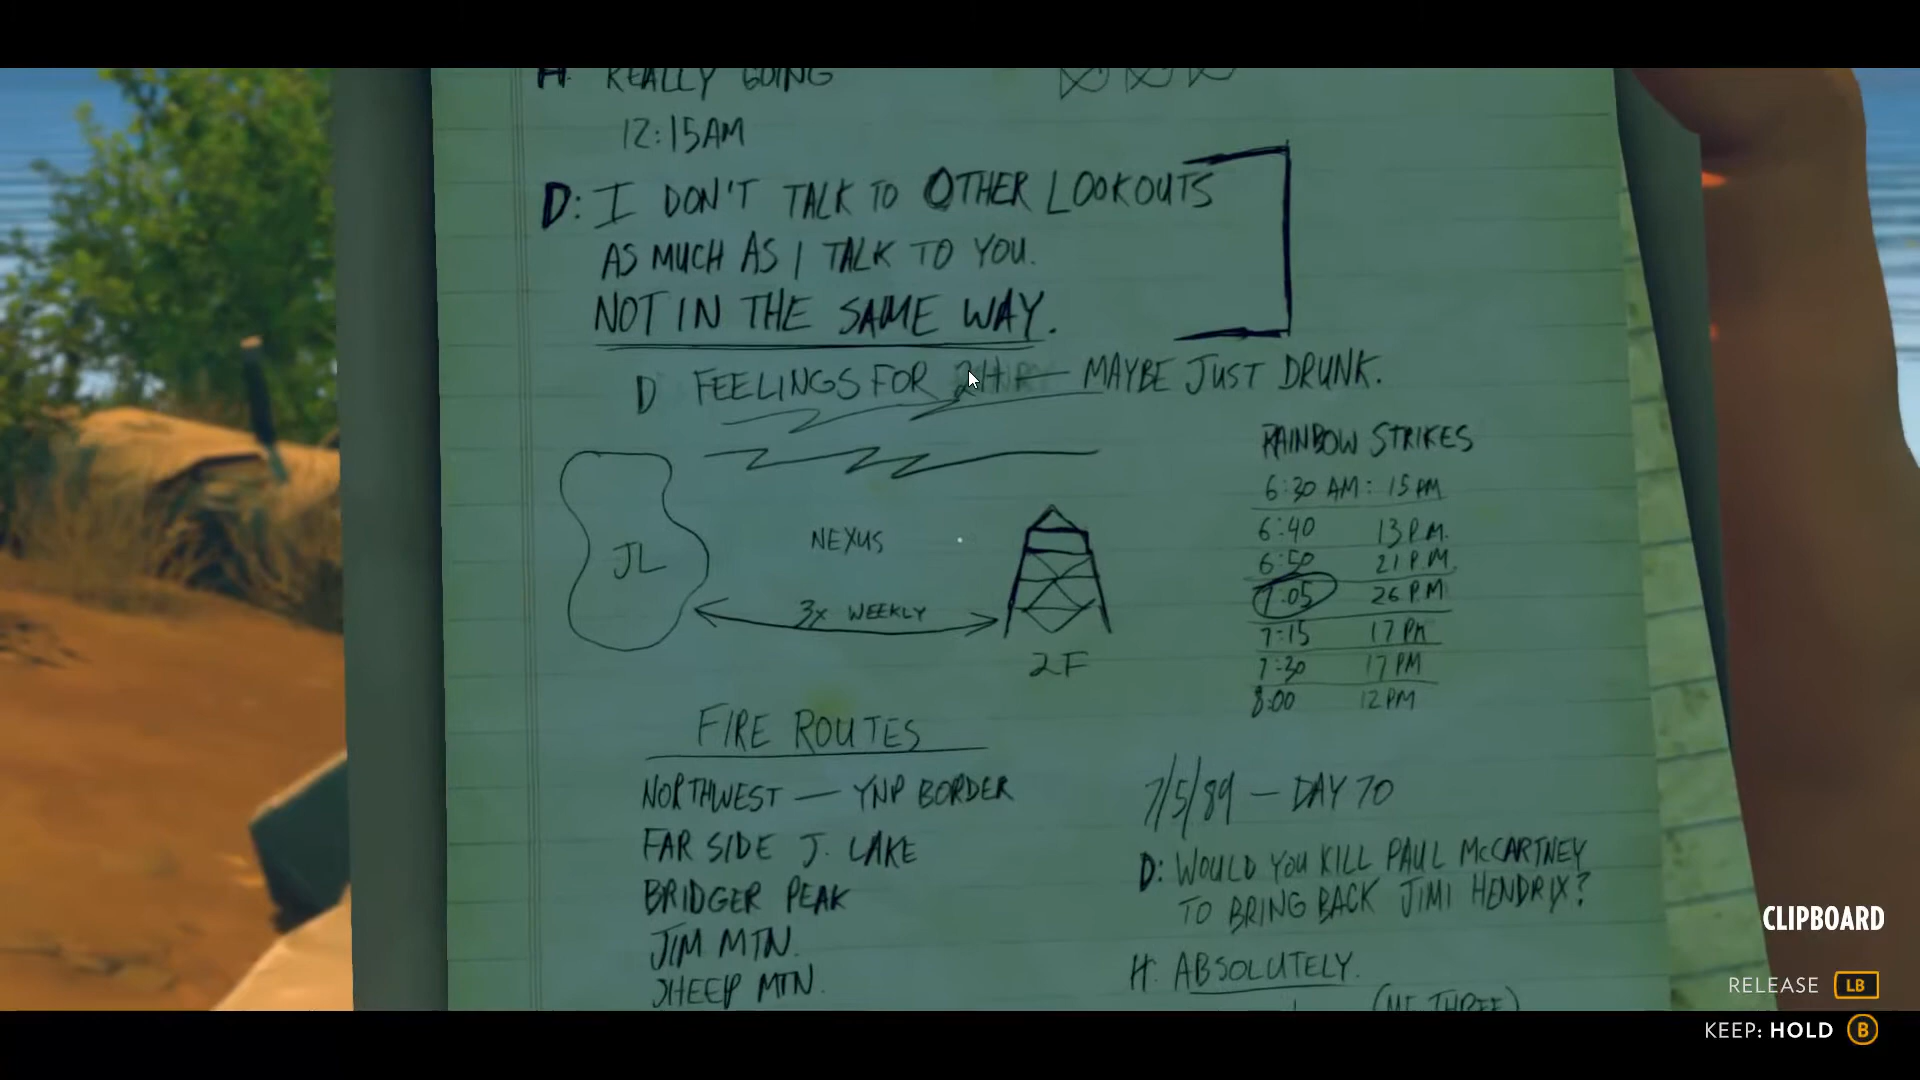 H. REALLY GOING
12:15AM
D: I DON'T TALK TO OTHER LOOKOUTS
AS MUCH AS I TALK TO YOU.
NOT IN THE SAME WAY.
D FEELINGS FOR — MAYBE JUST DRUNK.
RAINBOW STRIKES
6:30 AM: 15 PM
6:40 13 P.M.
6:50 21 P.M.
7:05 26 P.M
7:15 17 PM
7:30 17 PM
8:00 12 PM
JL
NEXUS
3X WEEKLY
2F
FIRE ROUTES
NORTHWEST — YNP BORDER
FAR SIDE J. LAKE
BRIDGER PEAK
JIM MTN.
SHEEP MTN.
7/5/89 — DAY 70
D: WOULD YOU KILL PAUL McCARTNEY
TO BRING BACK JIMI HENDRIX?
H. ABSOLUTELY.
CLIPBOARD
RELEASE LB
KEEP: HOLD B